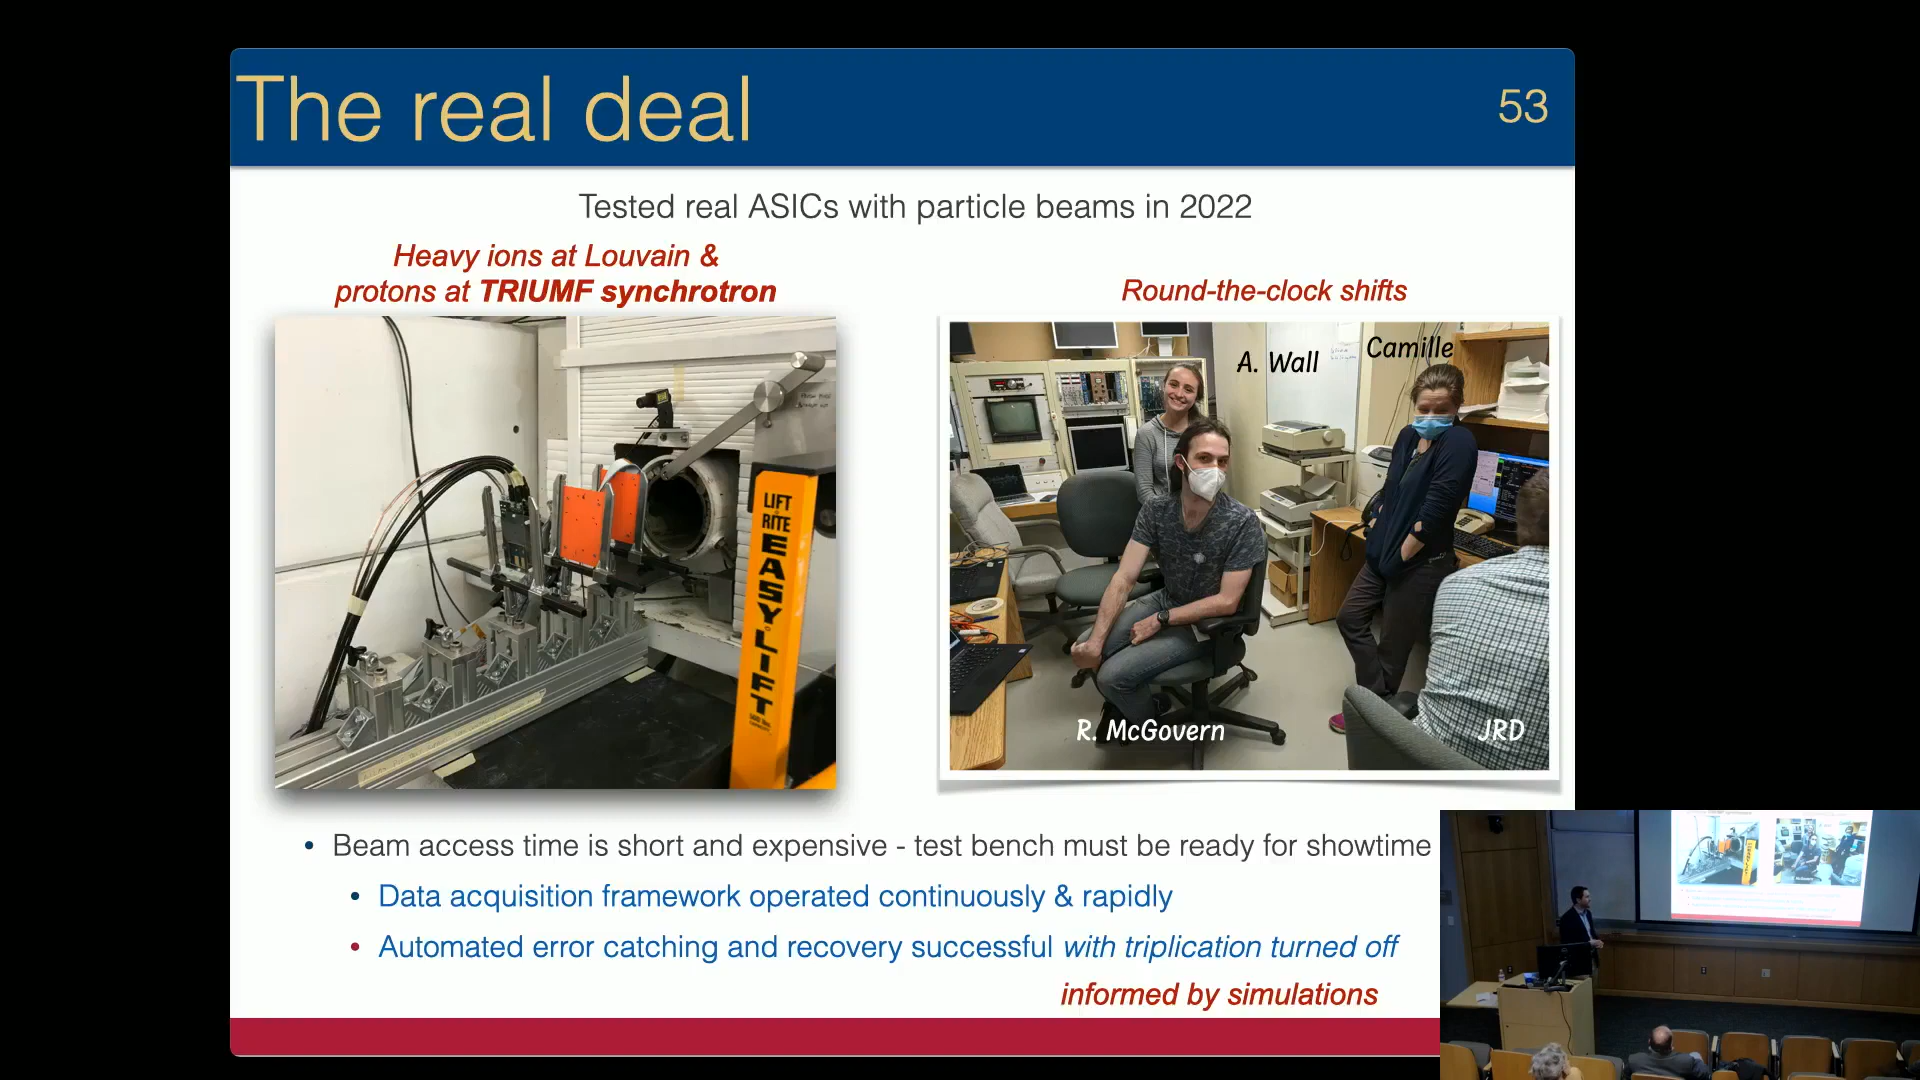 The real deal
53
Tested real ASICs with particle beams in 2022
Heavy ions at Louvain &
protons at TRIUMF synchrotron
Round-the-clock shifts
LIFT
RITE
EASY LIFT
A. Wall
Camille
R. McGovern
JRD
• Beam access time is short and expensive - test bench must be ready for showtime
• Data acquisition framework operated continuously & rapidly
• Automated error catching and recovery successful with triplication turned off
informed by simulations